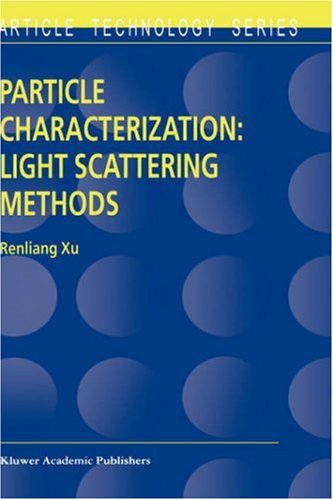 ARTICLE TECHNOLOGY SERIES
PARTICLE
CHARACTERIZATION:
LIGHT SCATTERING
METHODS
Renliang Xu
Kluwer Academic Publishers